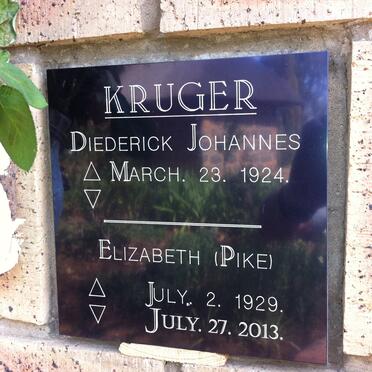 KRUGER
DIEDERICK JOHANNES
△ MARCH. 23. 1924.
▽
ELIZABETH (PIKE)
△ JULY. 2. 1929.
▽ JULY. 27. 2013.